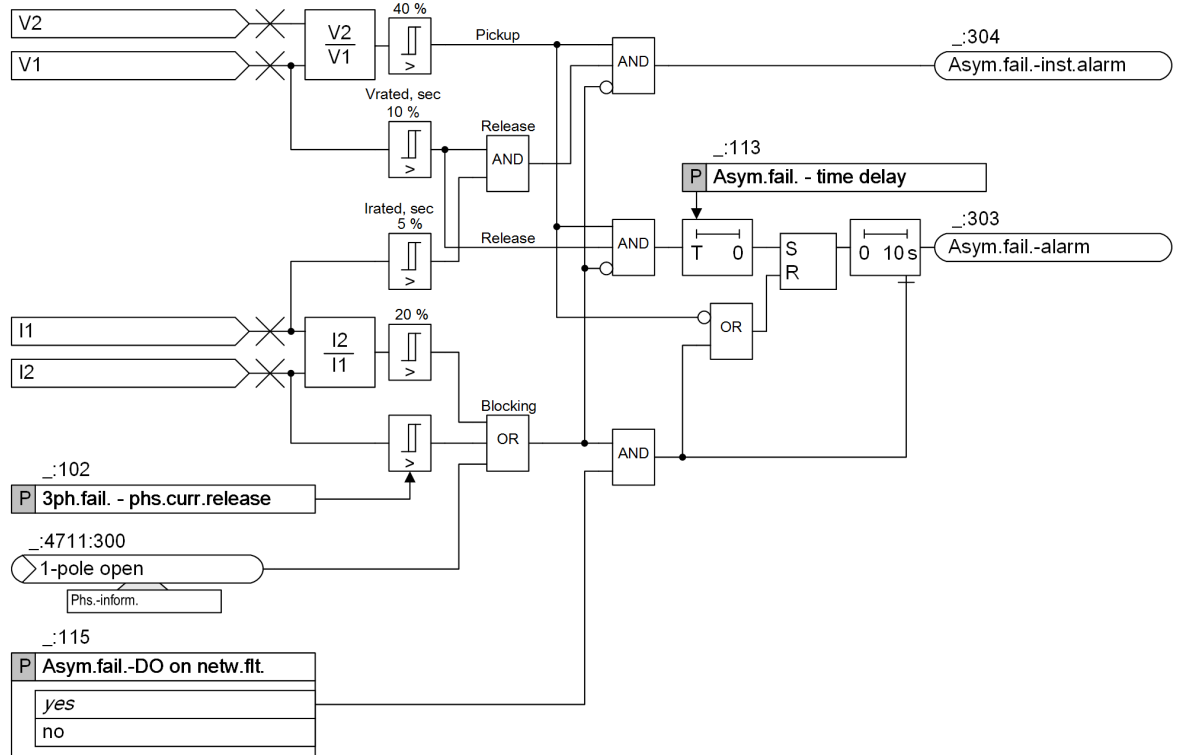 V2
V1
V2
V1
40 %
>
Pickup
AND
_:304
Asym.fail.-inst.alarm
Vrated, sec
10 %
>
Release
AND
_:113
P Asym.fail. - time delay
Irated, sec
5 %
>
Release
AND
T 0
S
R
0 10 s
_:303
Asym.fail.-alarm
I1
I2
I2
I1
20 %
>
OR
Blocking
OR
>
AND
_:102
P 3ph.fail. - phs.curr.release
_:4711:300
1-pole open
Phs.-inform.
_:115
P Asym.fail.-DO on netw.flt.
yes
no